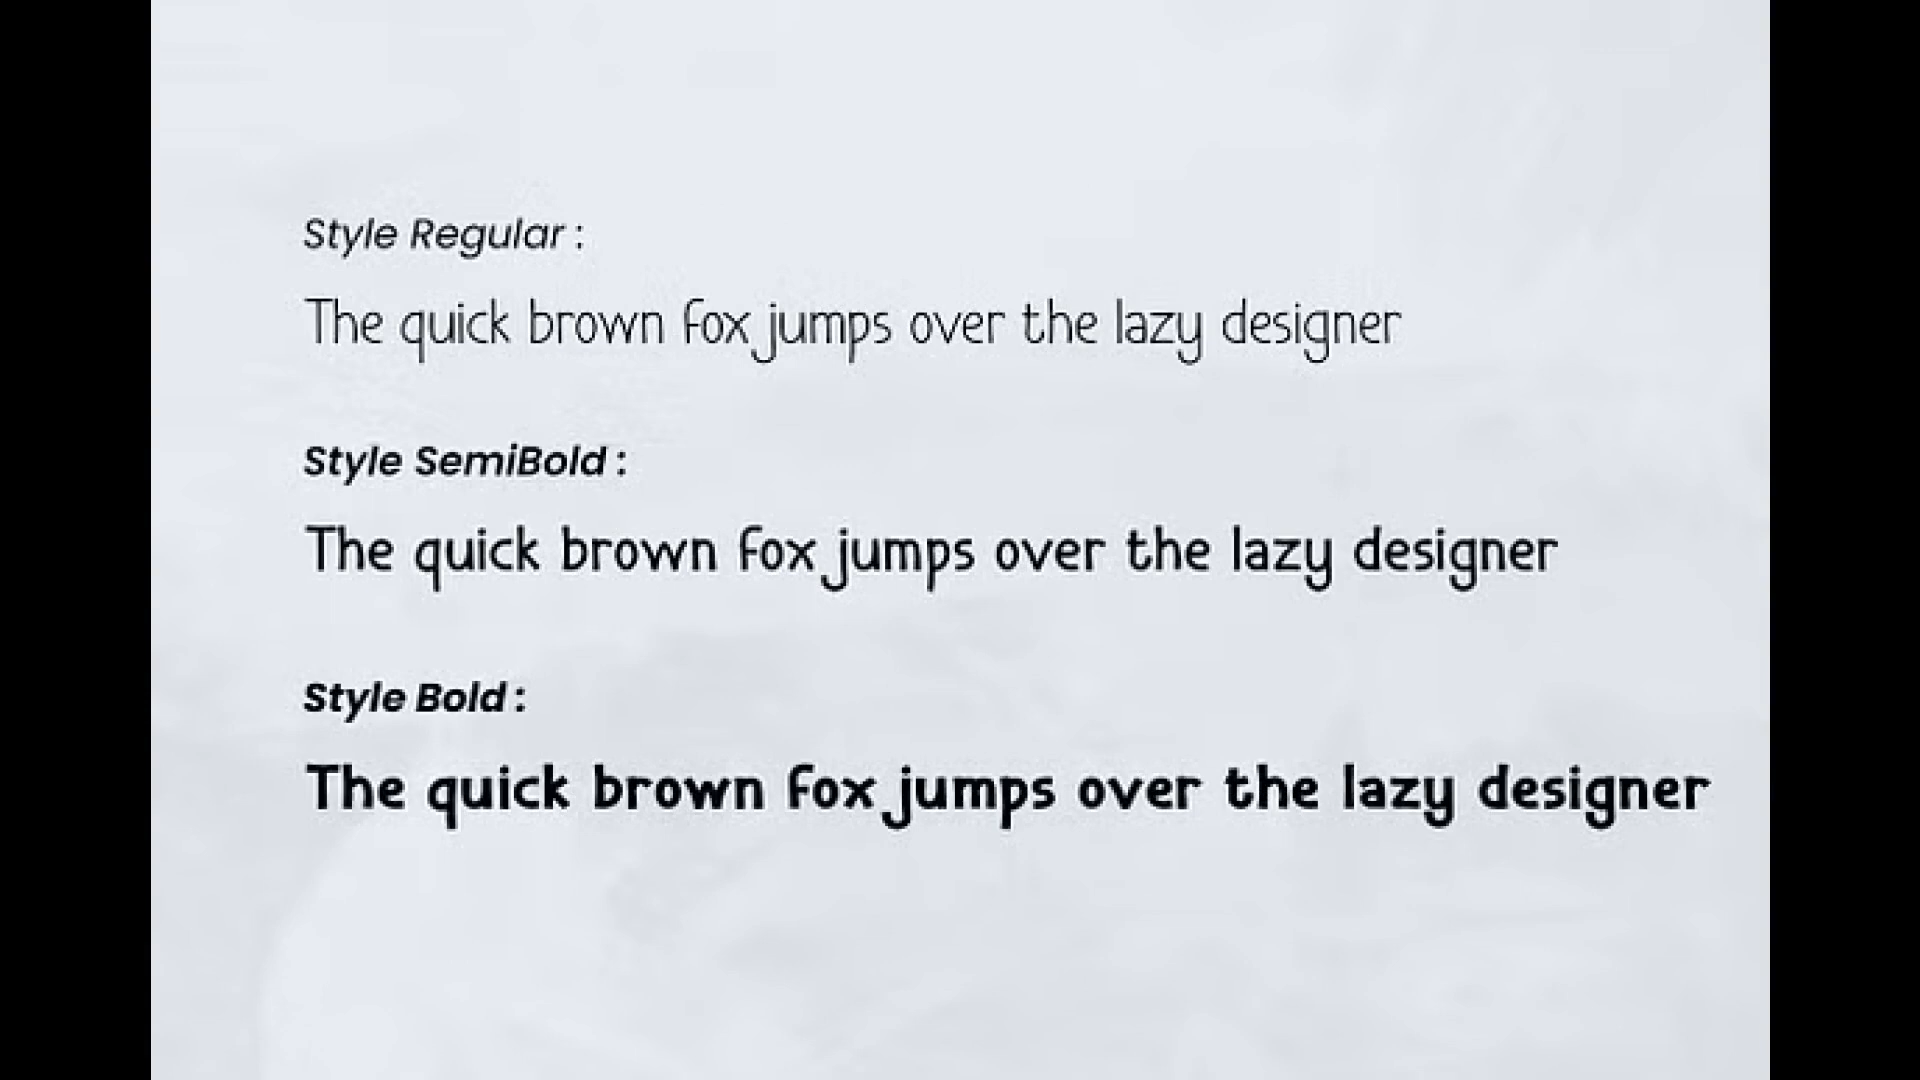 Style Regular :
The quick brown fox jumps over the lazy designer
Style SemiBold :
The quick brown fox jumps over the lazy designer
Style Bold :
The quick brown fox jumps over the lazy designer